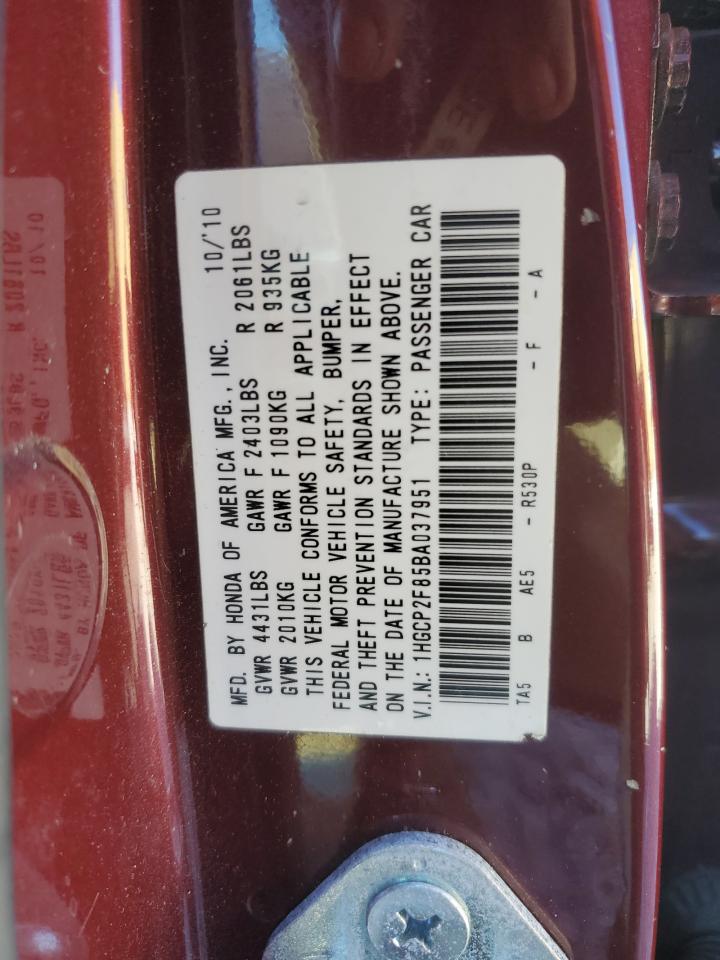 MFD. BY HONDA OF AMERICA MFG., INC. 10/'10
GVWR 4431LBS GAWR F 2403LBS R 2061LBS
GVWR 2010KG GAWR F 1090KG R 935KG
THIS VEHICLE CONFORMS TO ALL APPLICABLE
FEDERAL MOTOR VEHICLE SAFETY, BUMPER,
AND THEFT PREVENTION STANDARDS IN EFFECT
ON THE DATE OF MANUFACTURE SHOWN ABOVE.
V.I.N.: 1HGCP2F85BA037951 TYPE: PASSENGER CAR
TA5 B AE5 - R530P - F - A